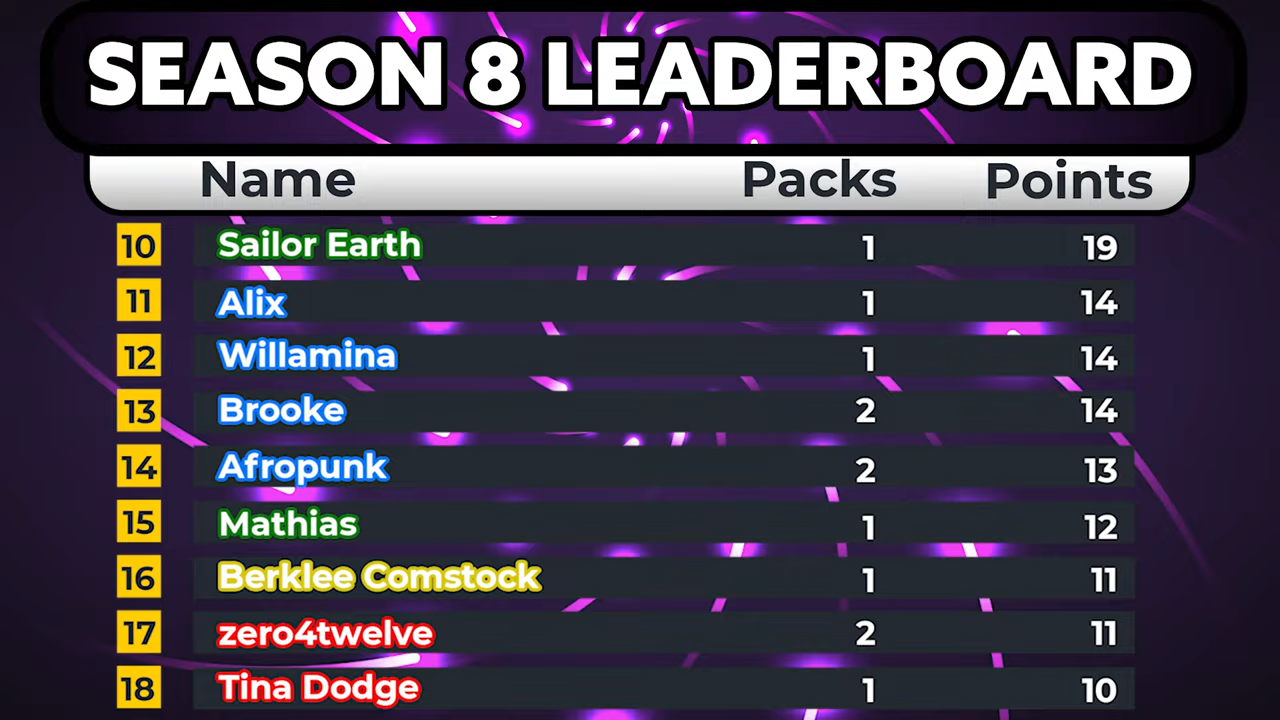 SEASON 8 LEADERBOARD
Name Packs Points
10 Sailor Earth 1 19
11 Alix 1 14
12 Willamina 1 14
13 Brooke 2 14
14 Afropunk 2 13
15 Mathias 1 12
16 Berklee Comstock 1 11
17 zero4twelve 2 11
18 Tina Dodge 1 10